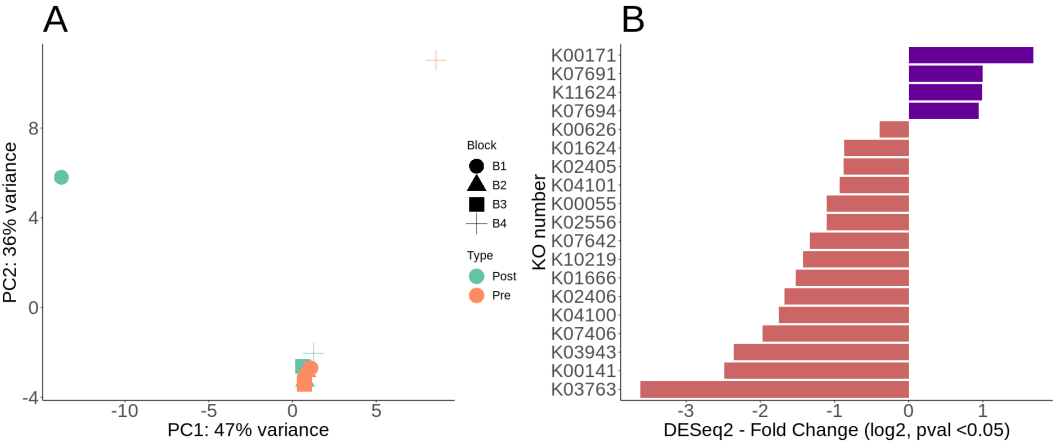 A
PC2: 36% variance
8
4
0
-4
-10
-5
0
5
PC1: 47% variance
Block
B1
B2
B3
B4
Type
Post
Pre
B
KO number
K00171
K07691
K11624
K07694
K00626
K01624
K02405
K04101
K00055
K02556
K07642
K10219
K01666
K02406
K04100
K07406
K03943
K00141
K03763
-3
-2
-1
0
1
DESeq2 - Fold Change (log2, pval <0.05)